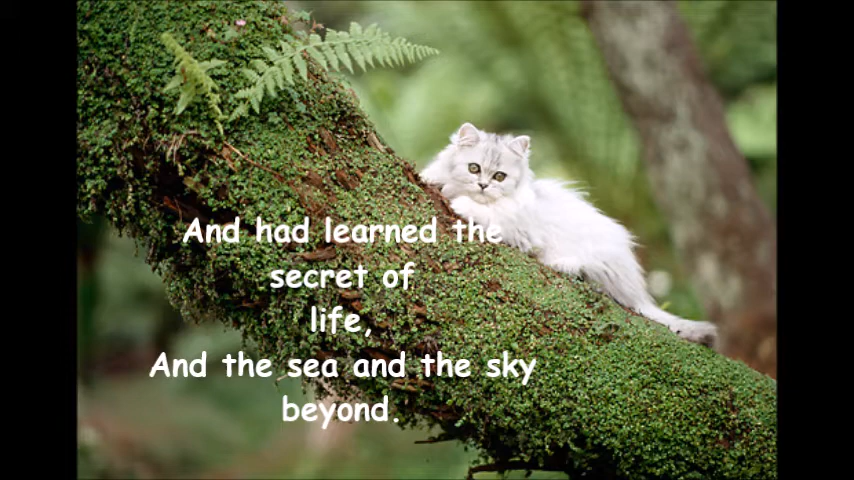 And had learned the
secret of
life,
And the sea and the sky
beyond.